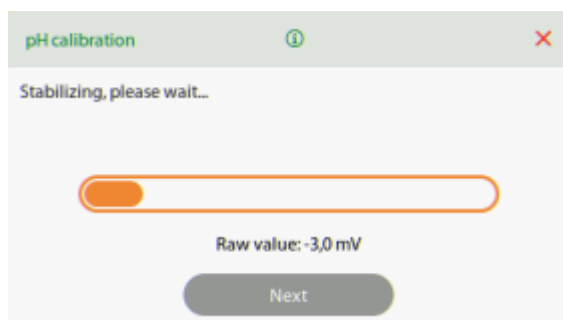 pH calibration
Stabilizing, please wait...
Raw value: -3,0 mV
Next